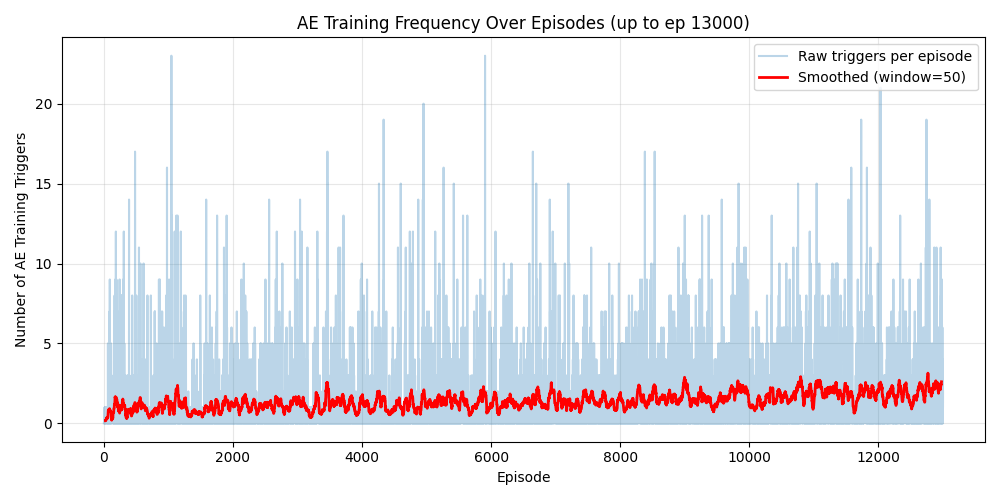 AE Training Frequency Over Episodes (up to ep 13000)
Raw triggers per episode
Smoothed (window=50)
Number of AE Training Triggers
20
15
10
5
0
0 2000 4000 6000 8000 10000 12000
Episode